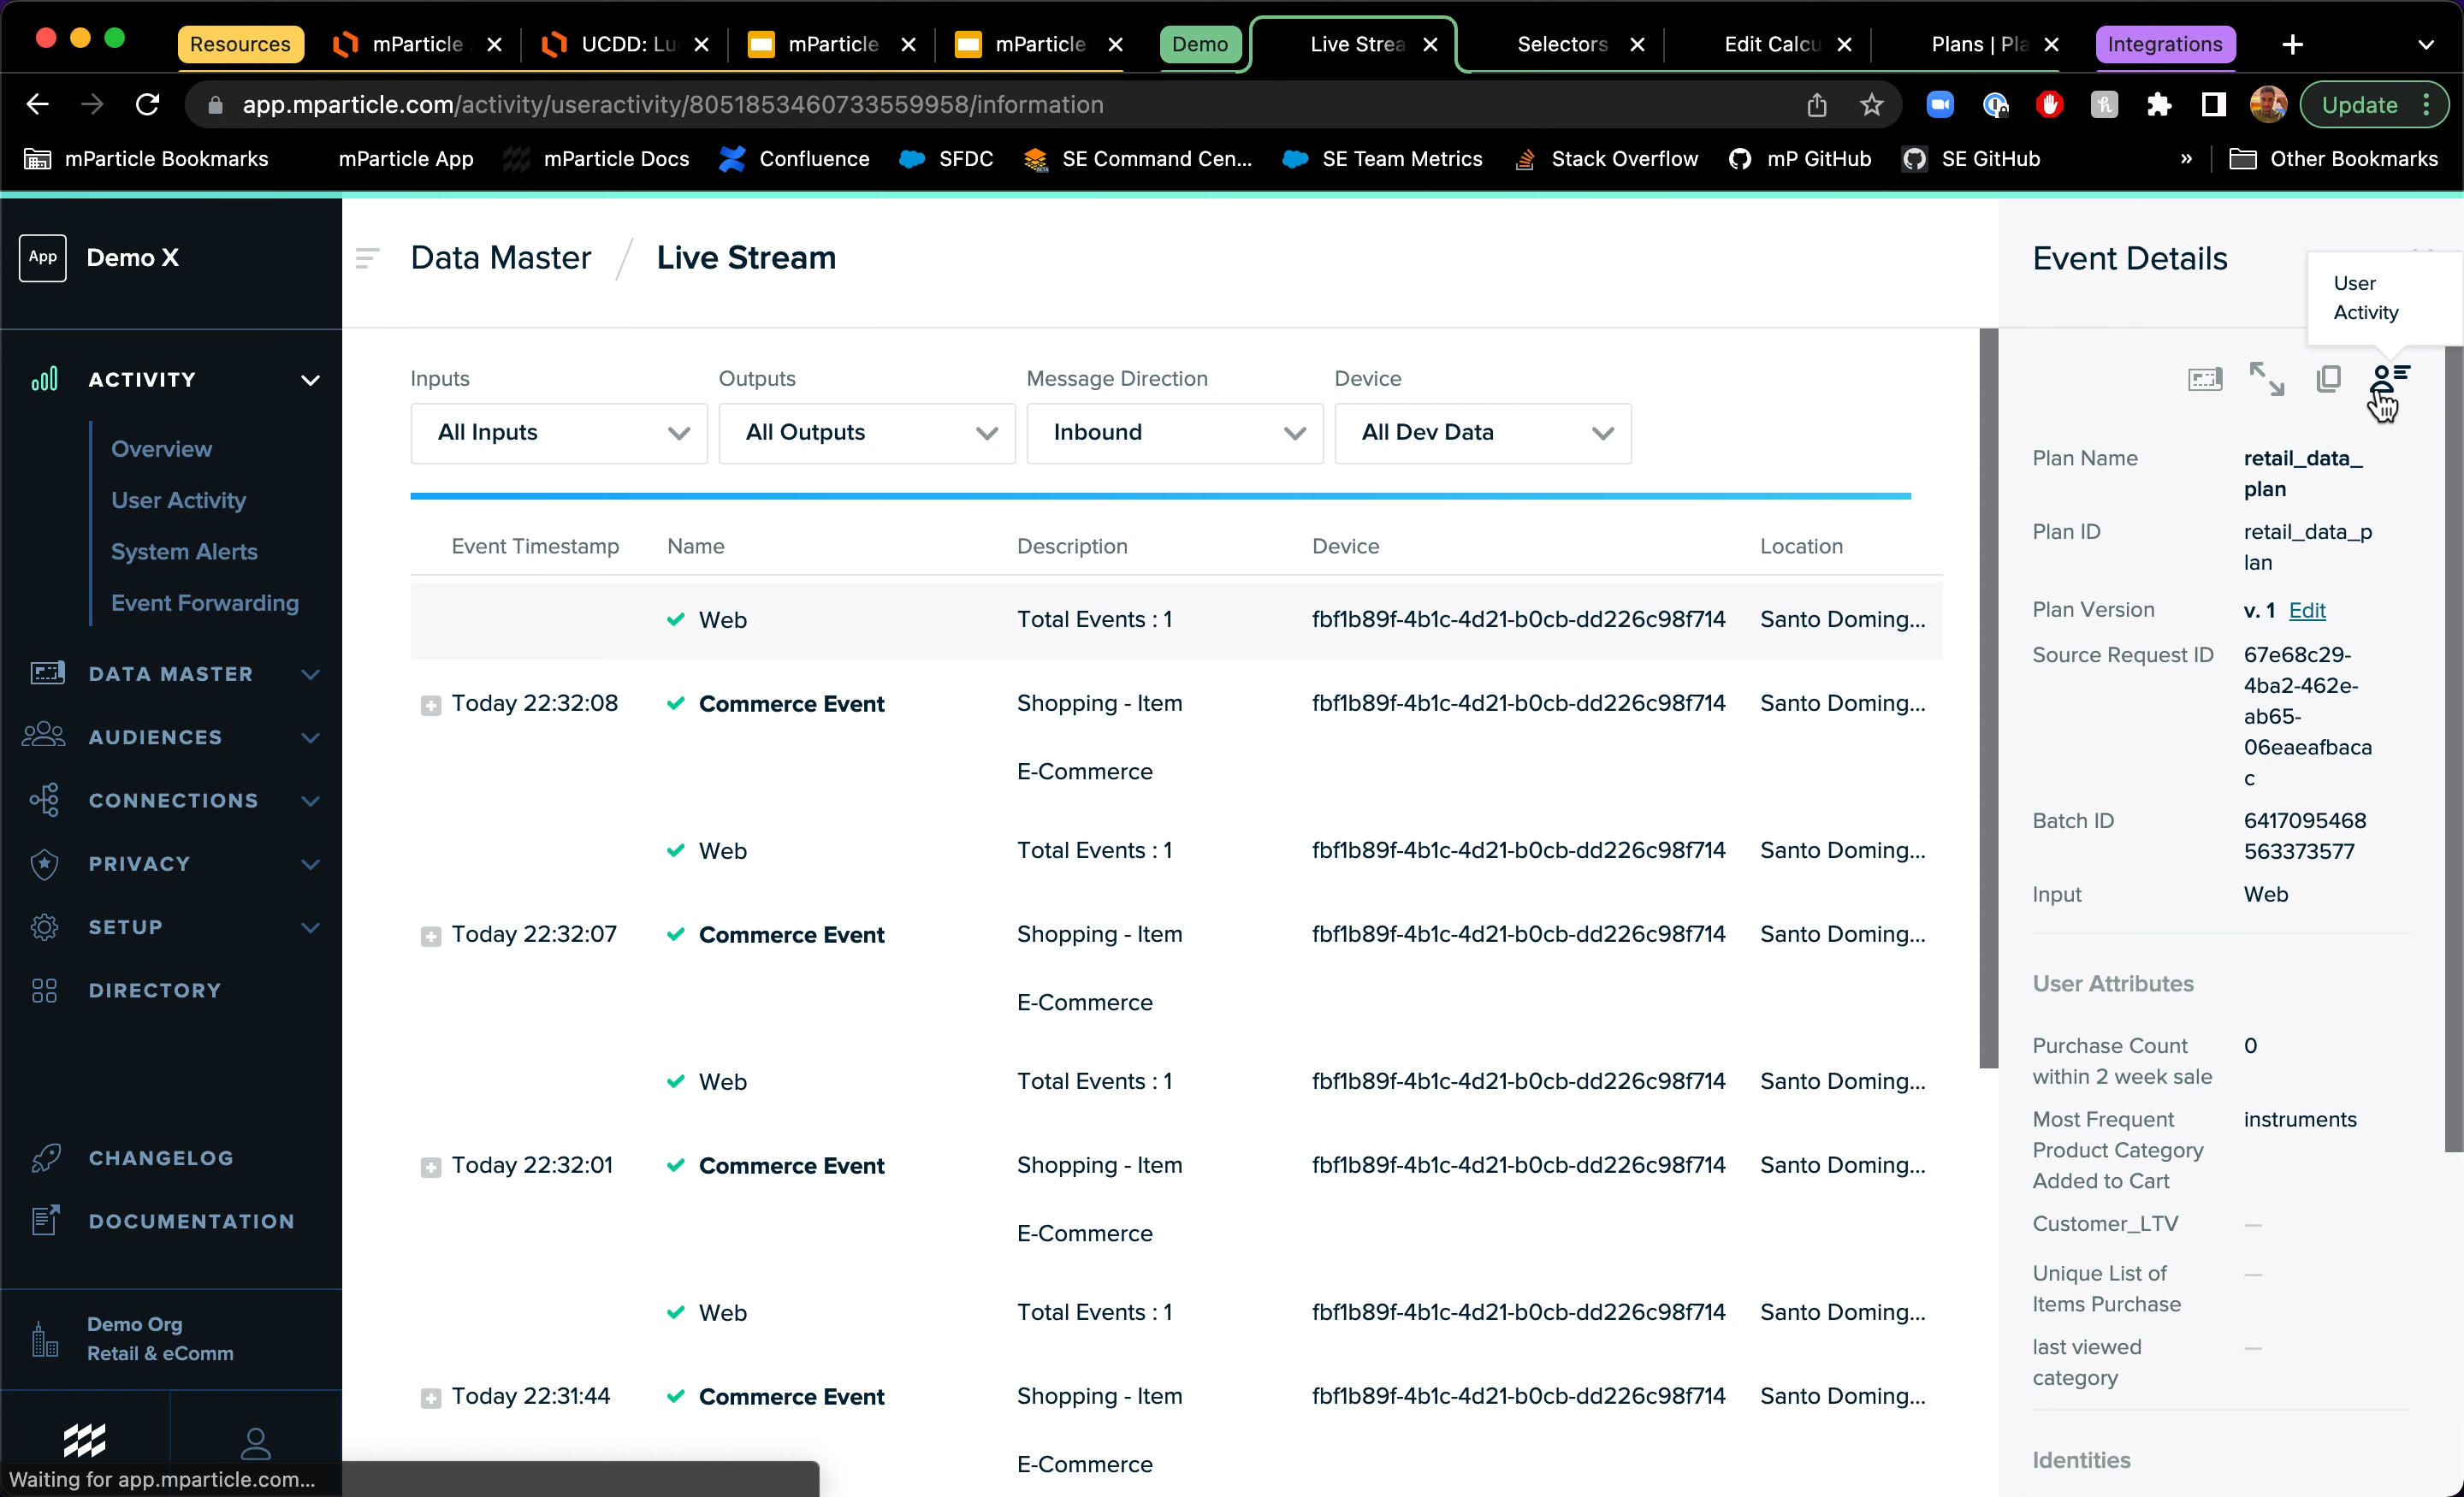 Resources
mParticle
UCDD: Lu
mParticle
mParticle
Demo
Live Strea
Selectors
Edit Calcu
Plans | Pla
Integrations
app.mparticle.com/activity/useractivity/8051853460733559958/information
Update
mParticle Bookmarks
mParticle App
mParticle Docs
Confluence
SFDC
SE Command Cen...
SE Team Metrics
Stack Overflow
mP GitHub
SE GitHub
»
Other Bookmarks
App
Demo X
ACTIVITY
Overview
User Activity
System Alerts
Event Forwarding
DATA MASTER
AUDIENCES
CONNECTIONS
PRIVACY
SETUP
DIRECTORY
CHANGELOG
DOCUMENTATION
Demo Org
Retail & eComm
Waiting for app.mparticle.com...
Data Master / Live Stream
Inputs
Outputs
Message Direction
Device
All Inputs
All Outputs
Inbound
All Dev Data
Event Timestamp Name Description Device Location
Web Total Events : 1 fbf1b89f-4b1c-4d21-b0cb-dd226c98f714 Santo Doming...
Today 22:32:08 Commerce Event Shopping - Item fbf1b89f-4b1c-4d21-b0cb-dd226c98f714 Santo Doming...
E-Commerce
Web Total Events : 1 fbf1b89f-4b1c-4d21-b0cb-dd226c98f714 Santo Doming...
Today 22:32:07 Commerce Event Shopping - Item fbf1b89f-4b1c-4d21-b0cb-dd226c98f714 Santo Doming...
E-Commerce
Web Total Events : 1 fbf1b89f-4b1c-4d21-b0cb-dd226c98f714 Santo Doming...
Today 22:32:01 Commerce Event Shopping - Item fbf1b89f-4b1c-4d21-b0cb-dd226c98f714 Santo Doming...
E-Commerce
Web Total Events : 1 fbf1b89f-4b1c-4d21-b0cb-dd226c98f714 Santo Doming...
Today 22:31:44 Commerce Event Shopping - Item fbf1b89f-4b1c-4d21-b0cb-dd226c98f714 Santo Doming...
E-Commerce
Event Details
User
Activity
Plan Name retail_data_
plan
Plan ID retail_data_p
lan
Plan Version v. 1 Edit
Source Request ID 67e68c29-
4ba2-462e-
ab65-
06eaeafbaca
c
Batch ID 6417095468
563373577
Input Web
User Attributes
Purchase Count 0
within 2 week sale
Most Frequent instruments
Product Category
Added to Cart
Customer_LTV —
Unique List of —
Items Purchase
last viewed —
category
Identities